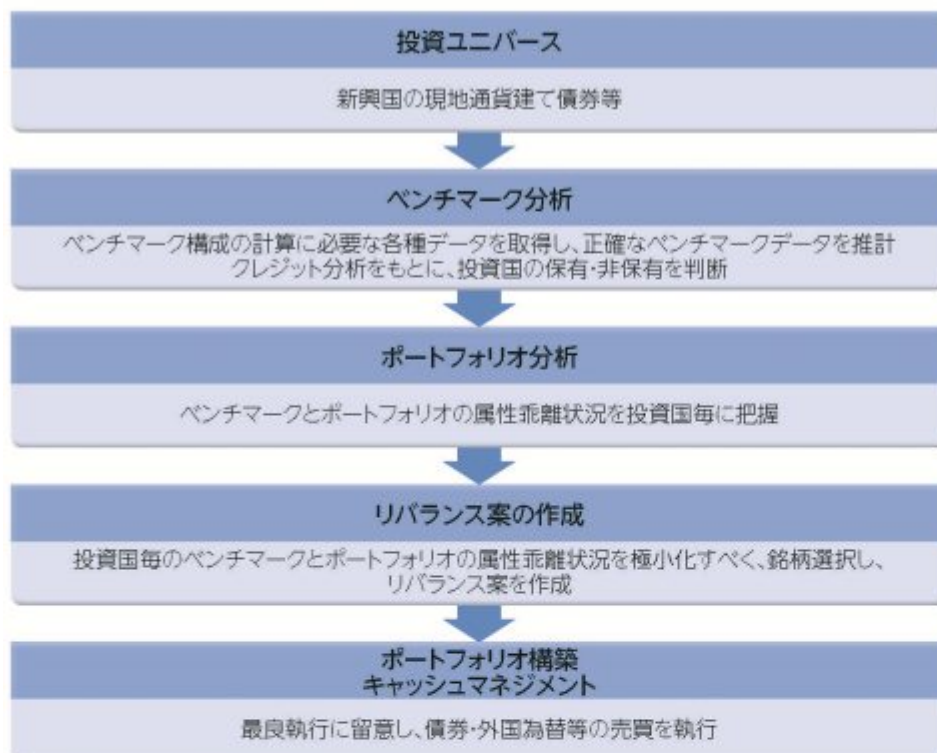 投資ユニバース
新興国の現地通貨建て債券等
ベンチマーク分析
ベンチマーク構成の計算に必要な各種データを取得し、正確なベンチマークデータを推計
クレジット分析をもとに、投資国の保有・非保有を判断
ポートフォリオ分析
ベンチマークとポートフォリオの属性乖離状況を投資国毎に把握
リバランス案の作成
投資国毎のベンチマークとポートフォリオの属性乖離状況を極小化すべく、銘柄選択し、
リバランス案を作成
ポートフォリオ構築
キャッシュマネジメント
最良執行に留意し、債券・外国為替等の売買を執行